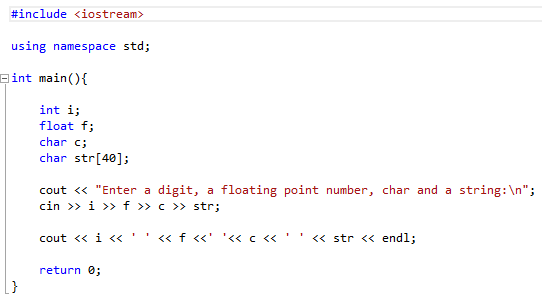 #include <iostream>
using namespace std;
int main(){
int i;
float f;
char c;
char str[40];
cout << "Enter a digit, a floating point number, char and a string:\n";
cin >> i >> f >> c >> str;
cout << i << ' ' << f <<' '<< c << ' ' << str << endl;
return 0;
}